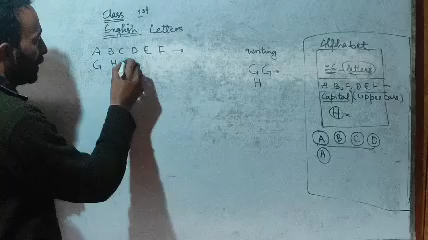 Class 1st
English Letters
A B C D E F
G H
writing
G G
H
Alphabet
26 (letters)
A B C D E F
Capital (Upper Case)
H
A B C D
A